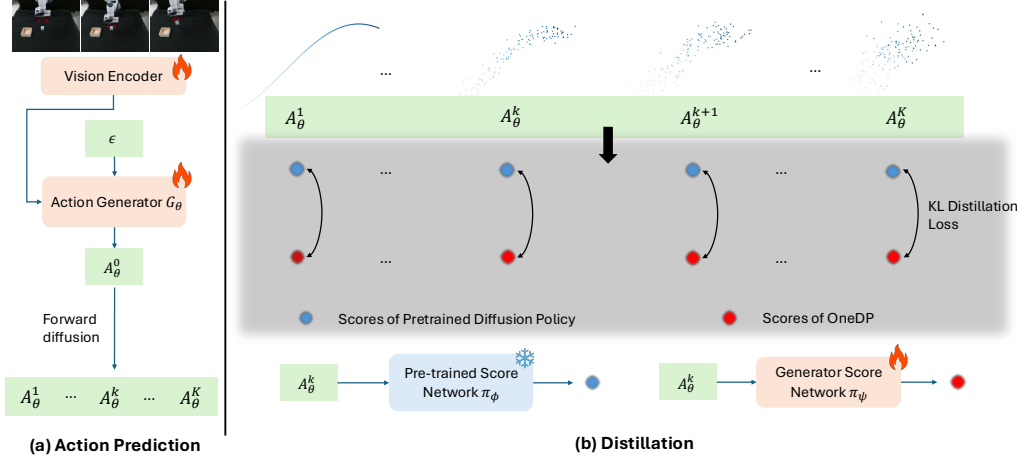 Vision Encoder
ϵ
Action Generator G_θ
A_θ^0
Forward
diffusion
A_θ^1 ... A_θ^k ... A_θ^K
(a) Action Prediction
... ...
A_θ^1 A_θ^k A_θ^{k+1} A_θ^K
... ...
KL Distillation
Loss
... ...
Scores of Pretrained Diffusion Policy
Scores of OneDP
A_θ^k
Pre-trained Score
Network π_ϕ
A_θ^k
Generator Score
Network π_ψ
(b) Distillation